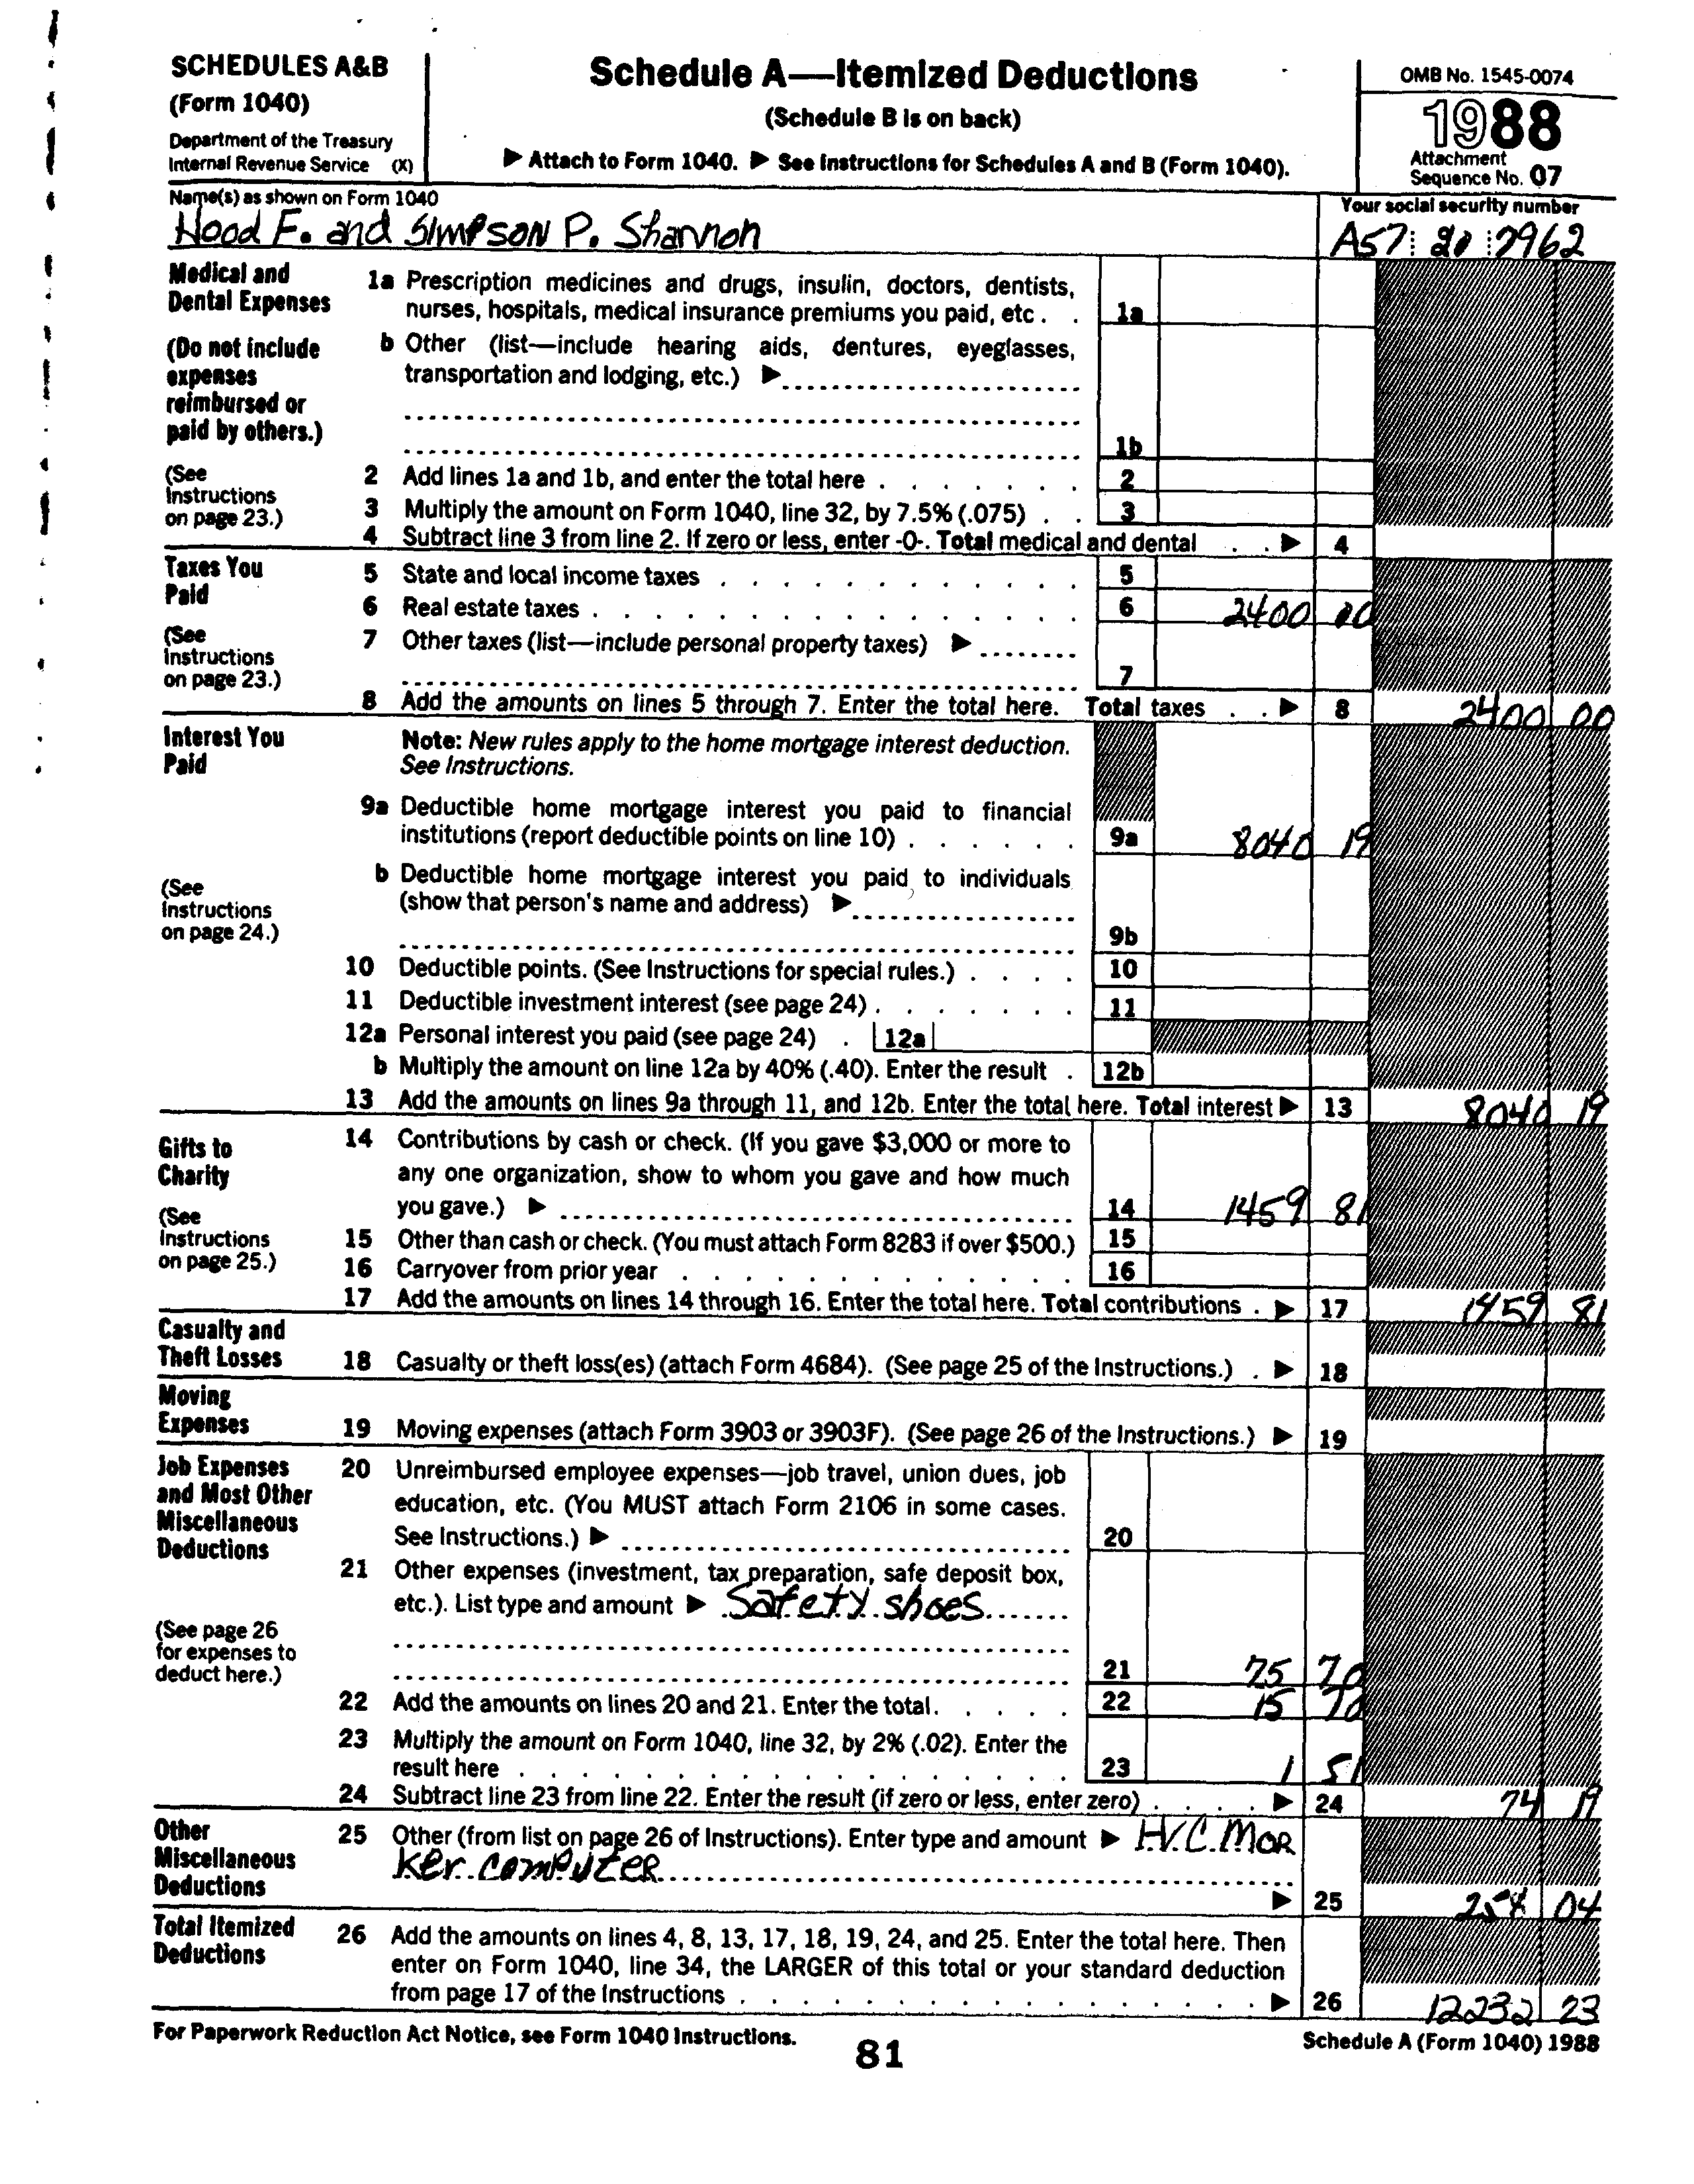 SCHEDULES A&B
(Form 1040)
Department of the Treasury
Internal Revenue Service (X)
Schedule A—Itemized Deductions
(Schedule B is on back)
▶ Attach to Form 1040. ▶ See Instructions for Schedules A and B (Form 1040).
OMB No. 1545-0074
1988
Attachment
Sequence No. 07
Name(s) as shown on Form 1040
Hood F. and Simpson P. Shannon
Your social security number
A57 20 7962
Medical and
Dental Expenses
(Do not include
expenses
reimbursed or
paid by others.)
(See
Instructions
on page 23.)
1a Prescription medicines and drugs, insulin, doctors, dentists,
nurses, hospitals, medical insurance premiums you paid, etc . . 1a
b Other (list—include hearing aids, dentures, eyeglasses,
transportation and lodging, etc.) ▶
1b
2 Add lines 1a and 1b, and enter the total here . . . . . . . 2
3 Multiply the amount on Form 1040, line 32, by 7.5% (.075) . . 3
4 Subtract line 3 from line 2. If zero or less, enter -0-. Total medical and dental . . ▶ 4
Taxes You
Paid
(See
Instructions
on page 23.)
5 State and local income taxes . . . . . . . . . . . . . 5
6 Real estate taxes . . . . . . . . . . . . . . . . . 6 2400 00
7 Other taxes (list—include personal property taxes) ▶
7
8 Add the amounts on lines 5 through 7. Enter the total here. Total taxes . . ▶ 8 2400 00
Interest You
Paid
(See
Instructions
on page 24.)
Note: New rules apply to the home mortgage interest deduction.
See Instructions.
9a Deductible home mortgage interest you paid to financial
institutions (report deductible points on line 10) . . . . . . 9a 8040 19
b Deductible home mortgage interest you paid to individuals
(show that person's name and address) ▶
9b
10 Deductible points. (See Instructions for special rules.) . . . . 10
11 Deductible investment interest (see page 24) . . . . . . . 11
12a Personal interest you paid (see page 24) . 12a
b Multiply the amount on line 12a by 40% (.40). Enter the result . 12b
13 Add the amounts on lines 9a through 11, and 12b. Enter the total here. Total interest ▶ 13 8040 19
Gifts to
Charity
(See
Instructions
on page 25.)
14 Contributions by cash or check. (If you gave $3,000 or more to
any one organization, show to whom you gave and how much
you gave.) ▶ 14 1459 81
15 Other than cash or check. (You must attach Form 8283 if over $500.) 15
16 Carryover from prior year . . . . . . . . . . . . . . 16
17 Add the amounts on lines 14 through 16. Enter the total here. Total contributions . ▶ 17 1459 81
Casualty and
Theft Losses
18 Casualty or theft loss(es) (attach Form 4684). (See page 25 of the Instructions.) . ▶ 18
Moving
Expenses
19 Moving expenses (attach Form 3903 or 3903F). (See page 26 of the Instructions.) ▶ 19
Job Expenses
and Most Other
Miscellaneous
Deductions
(See page 26
for expenses to
deduct here.)
20 Unreimbursed employee expenses—job travel, union dues, job
education, etc. (You MUST attach Form 2106 in some cases.
See Instructions.) ▶ 20
21 Other expenses (investment, tax preparation, safe deposit box,
etc.). List type and amount ▶ Safety shoes
21 75 70
22 Add the amounts on lines 20 and 21. Enter the total. . . . . . 22 15 70
23 Multiply the amount on Form 1040, line 32, by 2% (.02). Enter the
result here . . . . . . . . . . . . . . . . . . . 23 1 51
24 Subtract line 23 from line 22. Enter the result (if zero or less, enter zero) . . . . . ▶ 24 74 19
Other
Miscellaneous
Deductions
25 Other (from list on page 26 of Instructions). Enter type and amount ▶ H.C. Mor
ker computer
▶ 25 254 04
Total Itemized
Deductions
26 Add the amounts on lines 4, 8, 13, 17, 18, 19, 24, and 25. Enter the total here. Then
enter on Form 1040, line 34, the LARGER of this total or your standard deduction
from page 17 of the Instructions . . . . . . . . . . . . . . . . . . . ▶ 26 12232 23
For Paperwork Reduction Act Notice, see Form 1040 Instructions.
81
Schedule A (Form 1040) 1988